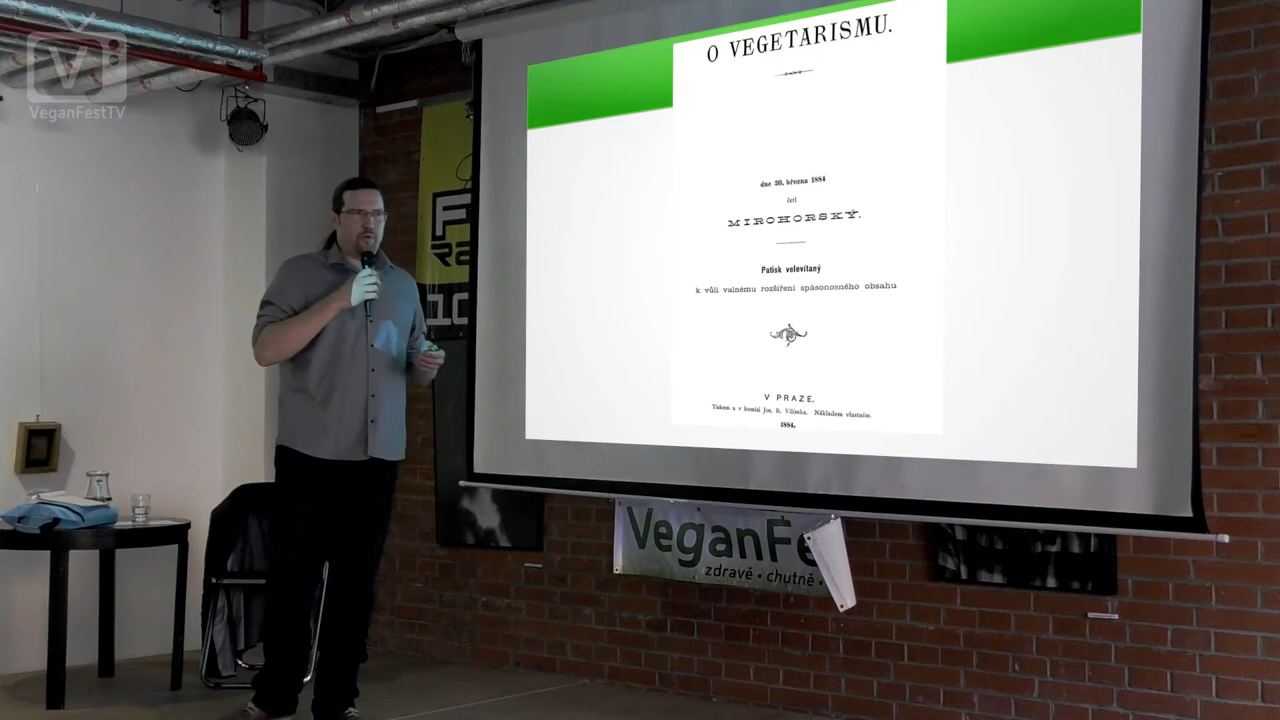 VeganFestTV
O VEGETARISMU.
dne 30. března 1884
četl
MIROHORSKÝ.
Patisk velevítaný
k vůli valnému rozšíření spásonosného obsahu
V PRAZE.
Tiskem a v komisi Jos. R. Vilímka. Nákladem vlastním.
1884.
VeganFe
zdravě • chutně •